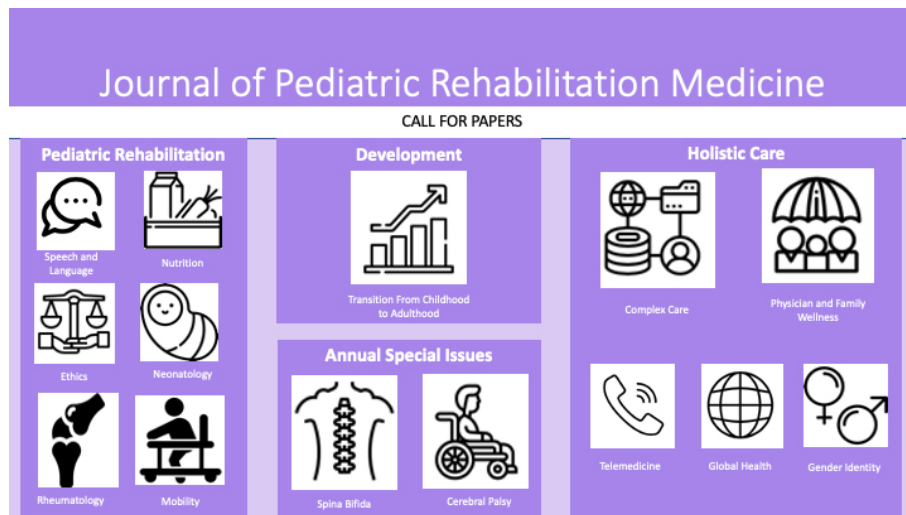 Journal of Pediatric Rehabilitation Medicine
CALL FOR PAPERS
Pediatric Rehabilitation
Speech and
Language
Nutrition
Ethics
Neonatology
Rheumatology
Mobility
Development
Transition From Childhood
to Adulthood
Annual Special Issues
Spina Bifida
Cerebral Palsy
Holistic Care
Complex Care
Physician and Family
Wellness
Telemedicine
Global Health
Gender Identity